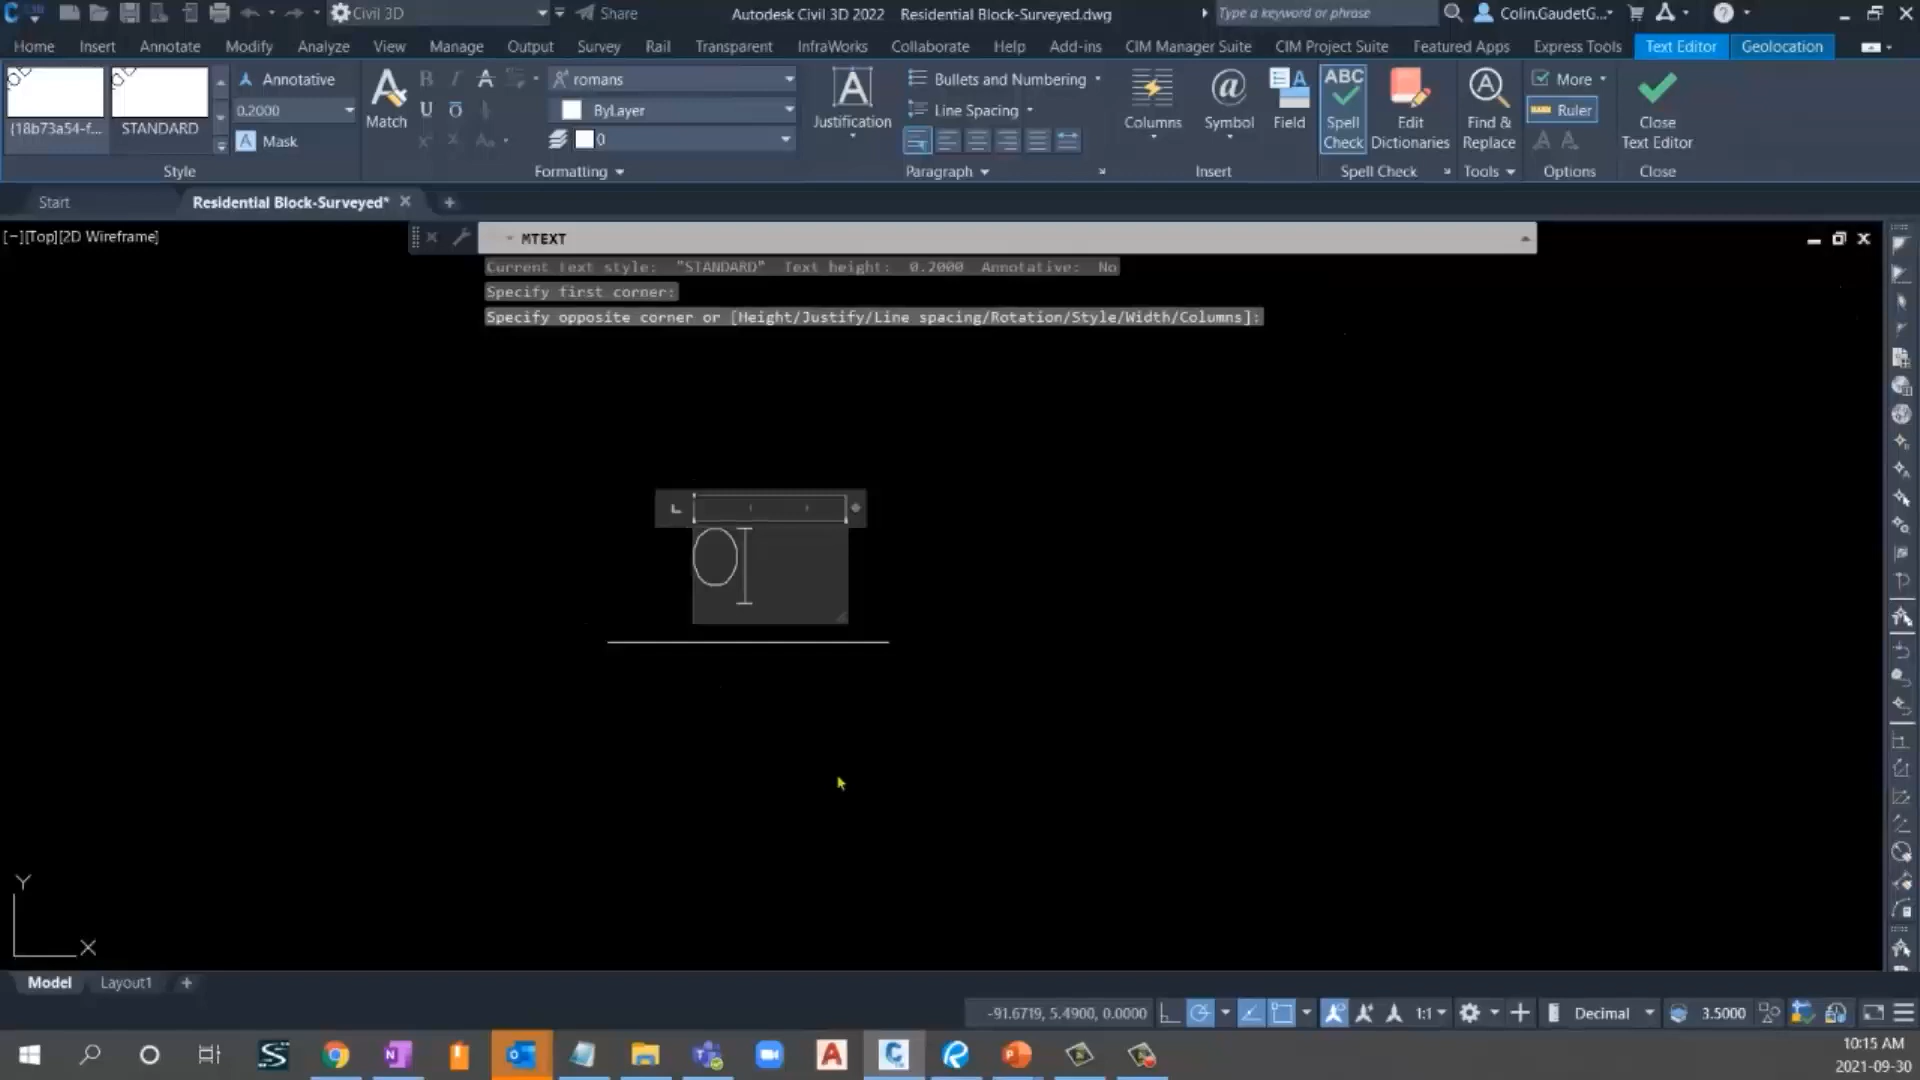 Civil 3D
Share
Autodesk Civil 3D 2022 Residential Block-Surveyed.dwg
Type a keyword or phrase
Colin.GaudetG...
Home Insert Annotate Modify Analyze View Manage Output Survey Rail Transparent InfraWorks Collaborate Help Add-ins CIM Manager Suite CIM Project Suite Featured Apps Express Tools Text Editor Geolocation
{18b73a54-f... STANDARD
Annotative
0.2000
Mask
Style
Match
romans
ByLayer
0
Formatting
Justification
Bullets and Numbering
Line Spacing
Paragraph
Columns
Symbol
Field
Insert
ABC
Spell Check
Edit Dictionaries
Spell Check
Find & Replace
Tools
More
Ruler
Options
Close Text Editor
Close
Start
Residential Block-Surveyed*
[−][Top][2D Wireframe]
MTEXT
Current text style: "STANDARD" Text height: 0.2000 Annotative: No
Specify first corner:
Specify opposite corner or [Height/Justify/Line spacing/Rotation/Style/Width/Columns]:
O
Y
X
Model Layout1 +
-91.6719, 5.4900, 0.0000
1:1
Decimal
3.5000
10:15 AM
2021-09-30